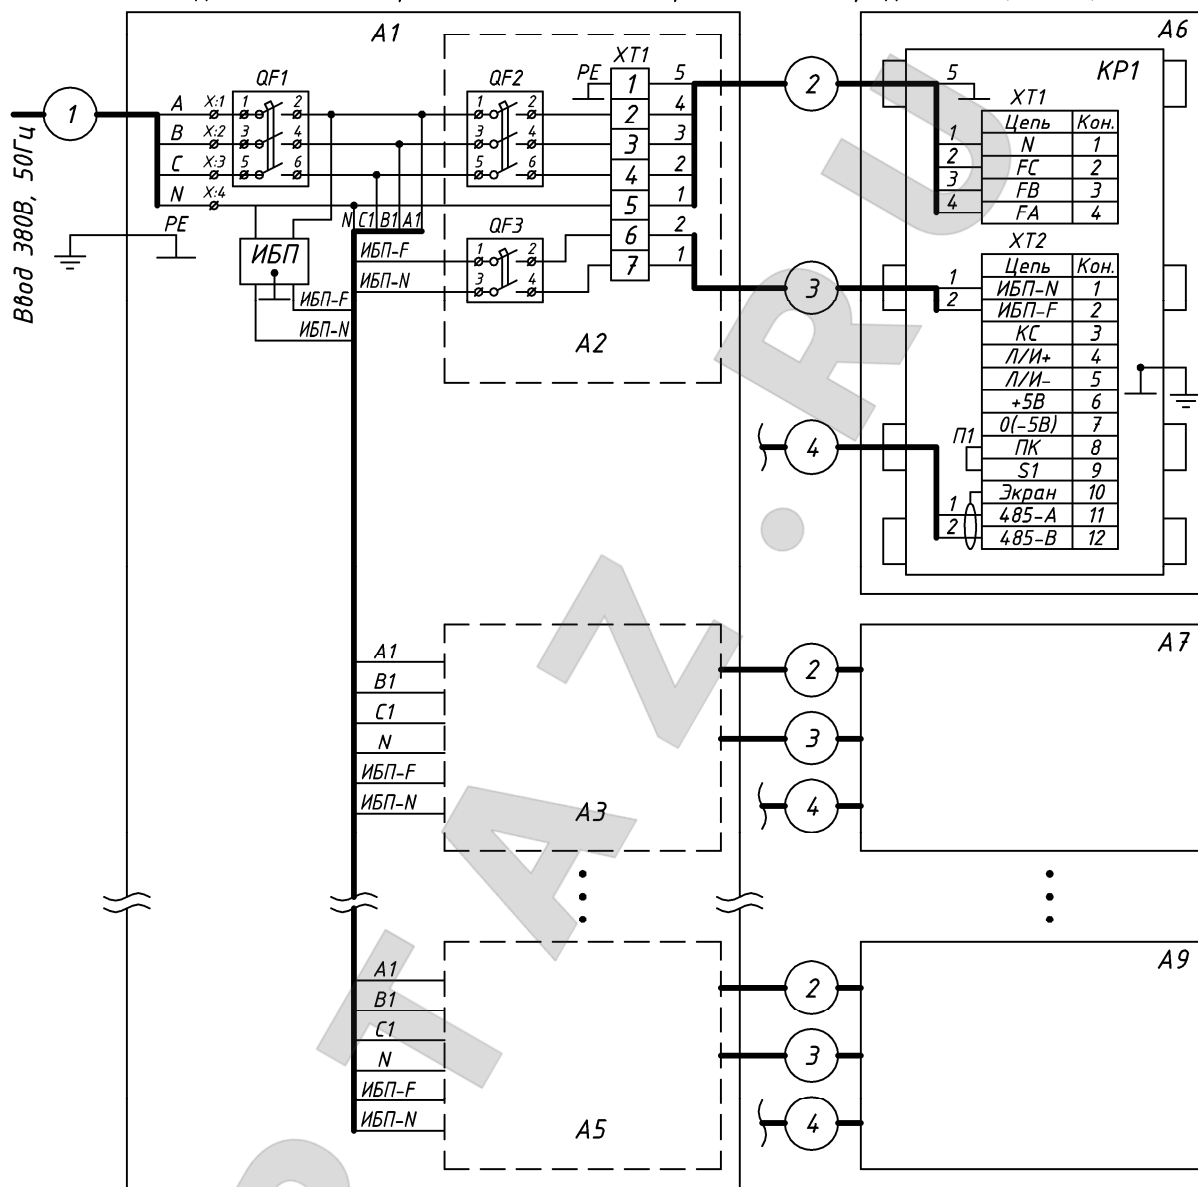 A1
A6
Ввод 380В, 50Гц
1
A
B
C
N
PE
X:1
X:2
X:3
X:4
QF1
1 2
3 4
5 6
ИБП
ИБП-F
ИБП-N
N C1 B1 A1
ИБП-F
ИБП-N
QF2
1 2
3 4
5 6
QF3
1 2
3 4
PE
XT1
1 5
2 4
3 3
4 2
5 1
6 2
7 1
A2
2
3
4
KP1
5
XT1
Цепь Кон.
1 N 1
2 FC 2
3 FB 3
4 FA 4
XT2
Цепь Кон.
1 ИБП-N 1
2 ИБП-F 2
КС 3
Л/И+ 4
Л/И- 5
+5В 6
0(-5В) 7
П1 ПК 8
S1 9
Экран 10
1 485-A 11
2 485-B 12
A1
B1
C1
N
ИБП-F
ИБП-N
A3
2
3
4
A7
A1
B1
C1
N
ИБП-F
ИБП-N
A5
2
3
4
A9
PTAZ.RU